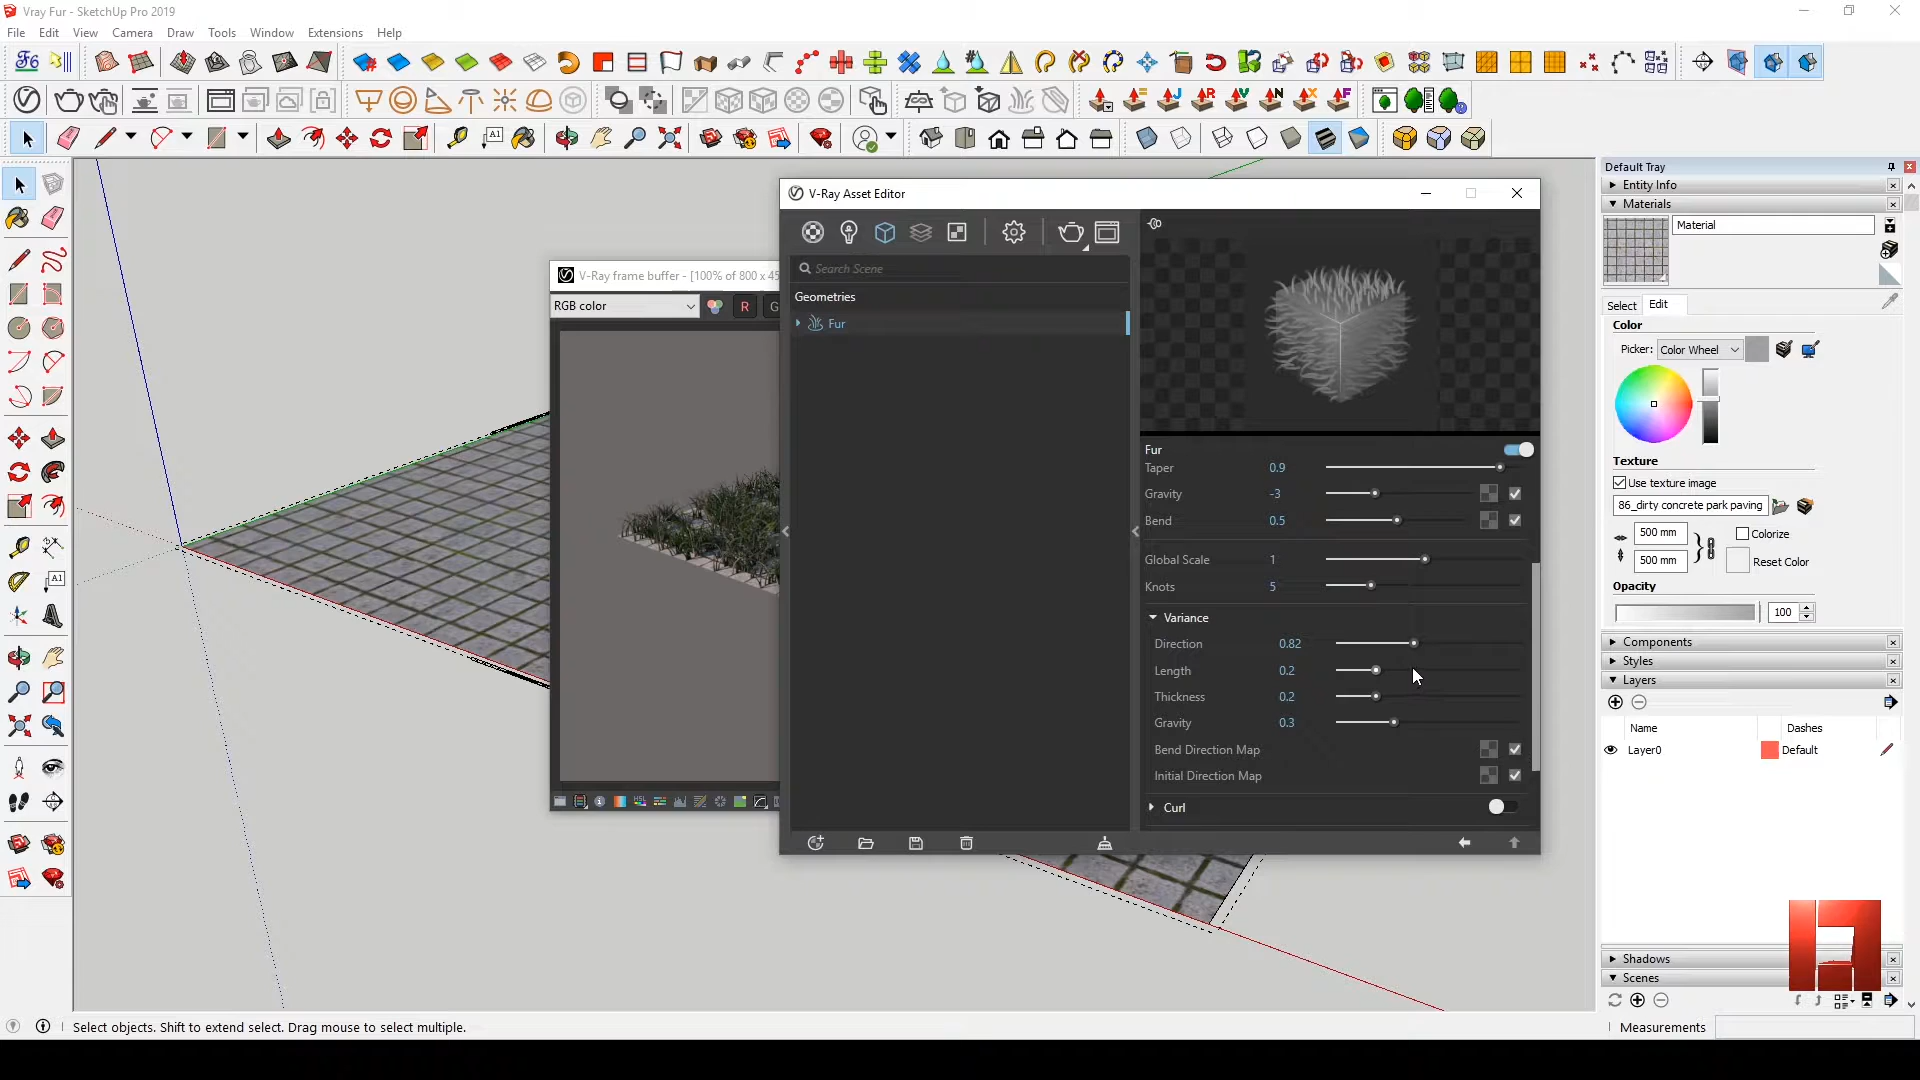 Vray Fur - SketchUp Pro 2019
File Edit View Camera Draw Tools Window Extensions Help
Default Tray
Entity Info
Materials
Material
Select Edit
Color
Picker: Color Wheel
Texture
Use texture image
86_dirty concrete park paving
500 mm
Colorize
500 mm
Reset Color
Opacity
100
Components
Styles
Layers
Name Dashes
Layer0 Default
Shadows
Scenes
V-Ray frame buffer - [100% of 800 x 45
RGB color
R
G
V-Ray Asset Editor
Search Scene
Geometries
Fur
Fur
Taper 0.9
Gravity -3
Bend 0.5
Global Scale 1
Knots 5
Variance
Direction 0.82
Length 0.2
Thickness 0.2
Gravity 0.3
Bend Direction Map
Initial Direction Map
Curl
Select objects. Shift to extend select. Drag mouse to select multiple.
Measurements